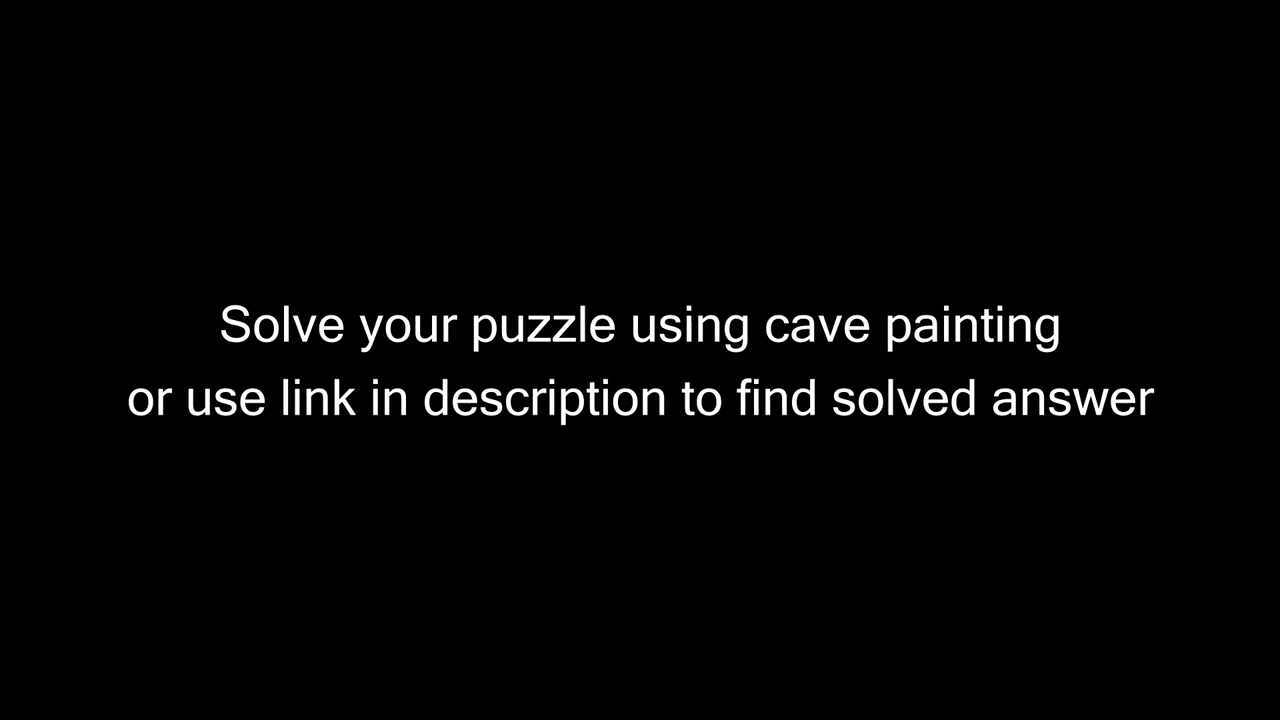 Solve your puzzle using cave painting
or use link in description to find solved answer